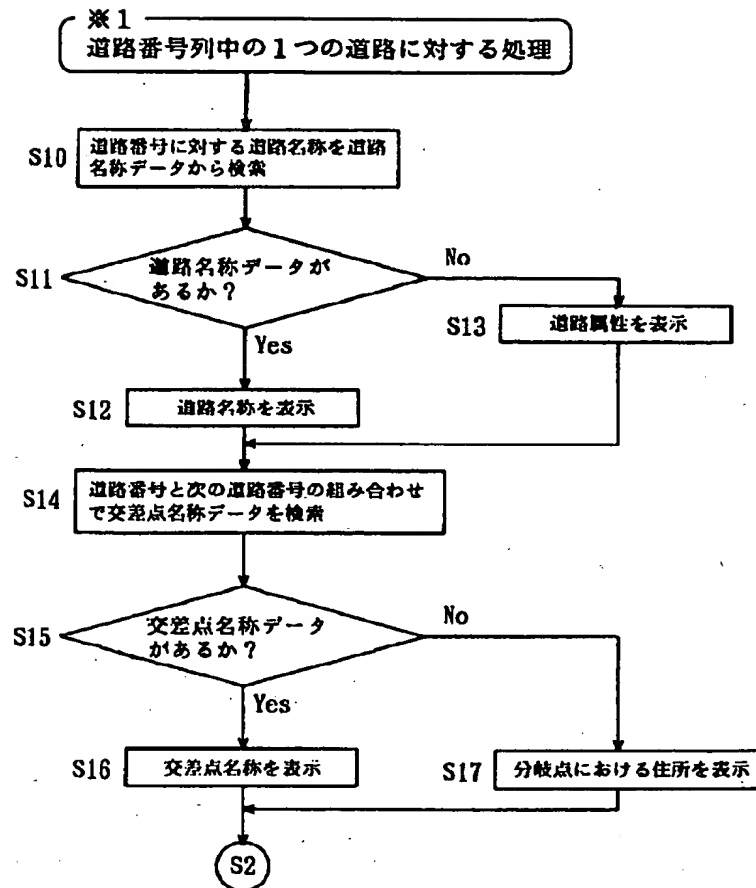 ※1
道路番号列中の1つの道路に対する処理
S10
道路番号に対する道路名称を道路
名称データから検索
S11
道路名称データが
あるか？
No
Yes
S13
道路属性を表示
S12
道路名称を表示
S14
道路番号と次の道路番号の組み合わせ
で交差点名称データを検索
S15
交差点名称データ
があるか？
No
Yes
S16
交差点名称を表示
S17
分岐点における住所を表示
S2